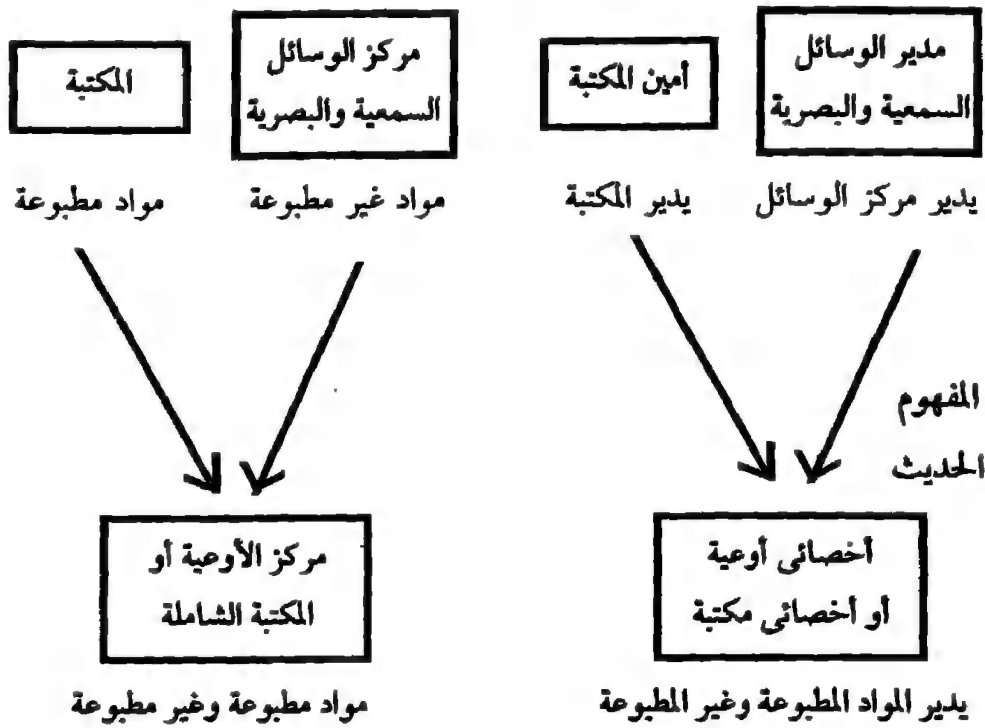 مدير الوسائل
السمعية والبصرية
أمين المكتبة
مركز الوسائل
السمعية والبصرية
المكتبة
يدير مركز الوسائل
يدير المكتبة
مواد غير مطبوعة
مواد مطبوعة
المفهوم
الحديث
أخصائى أوعية
أو أخصائى مكتبة
مركز الأوعية أو
المكتبة الشاملة
يدير المواد المطبوعة وغير المطبوعة
مواد مطبوعة وغير مطبوعة